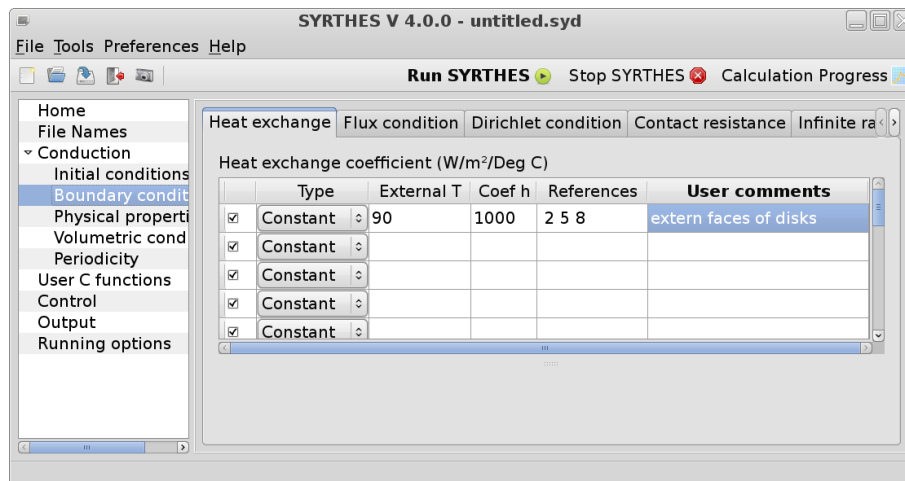 SYRTHES V 4.0.0 - untitled.syd
File Tools Preferences Help
Run SYRTHES Stop SYRTHES Calculation Progress
Home
File Names
Conduction
Initial conditions
Boundary condit
Physical properti
Volumetric cond
Periodicity
User C functions
Control
Output
Running options
Heat exchange Flux condition Dirichlet condition Contact resistance Infinite ra
Heat exchange coefficient (W/m²/Deg C)
Type External T Coef h References User comments
Constant 90 1000 2 5 8 extern faces of disks
Constant
Constant
Constant
Constant